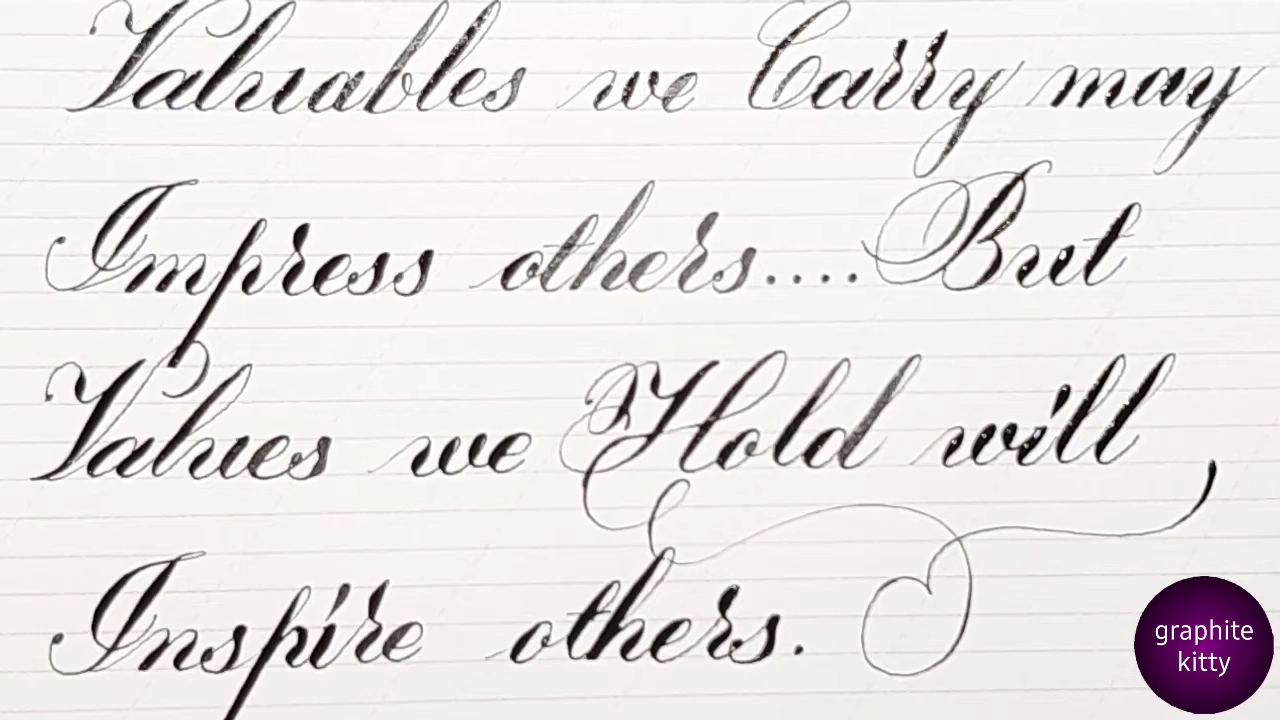 Valuables we Carry may
Impress others.... But
Values we Hold will
Inspire others.
graphite
kitty